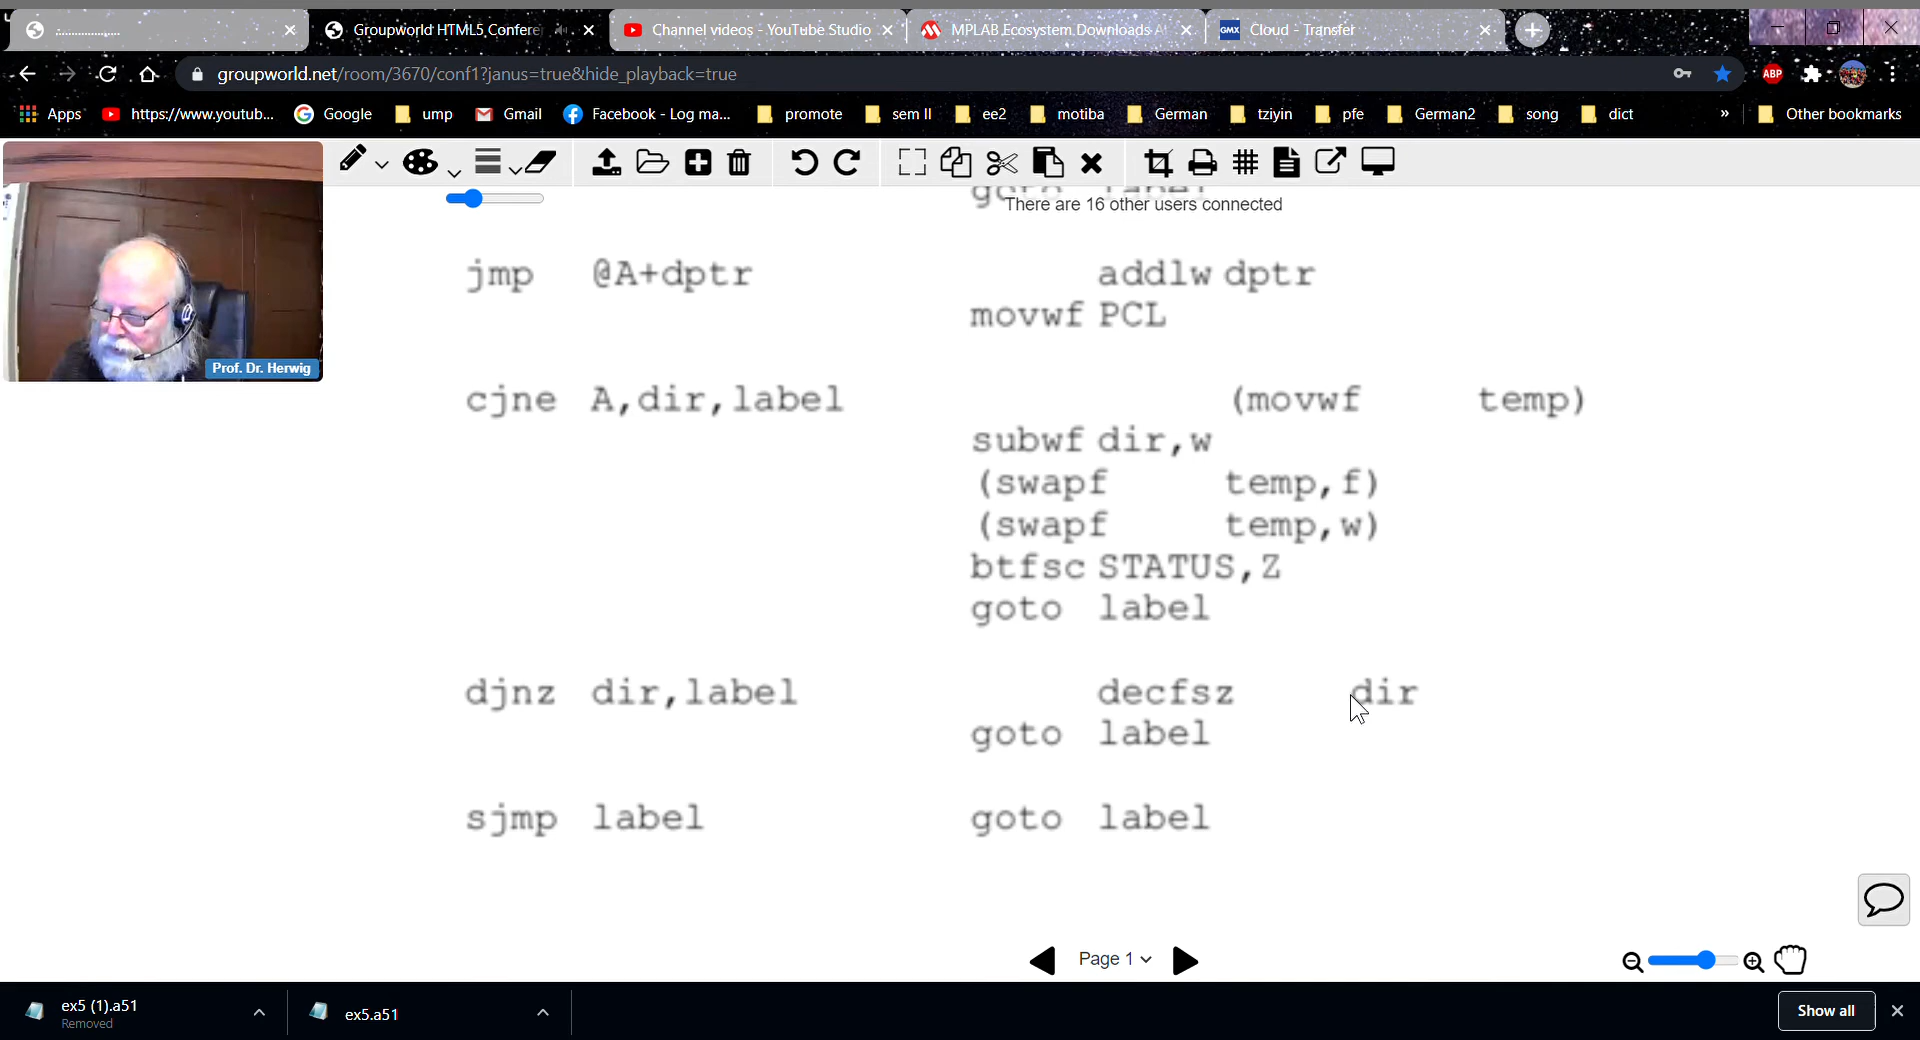 .................... Groupworld HTML5 Confere Channel videos - YouTube Studio MPLAB Ecosystem Downloads A Cloud - Transfer
groupworld.net/room/3670/conf1?janus=true&hide_playback=true
ABP
Apps https://www.youtub... Google ump Gmail Facebook - Log ma... promote sem II ee2 motiba German tziyin pfe German2 song dict » Other bookmarks
goto label
There are 16 other users connected
jmp @A+dptr addlw dptr
movwf PCL
Prof. Dr. Herwig
cjne A,dir,label (movwf temp)
subwf dir,w
(swapf temp,f)
(swapf temp,w)
btfsc STATUS,Z
goto label
djnz dir,label decfsz dir
goto label
sjmp label goto label
Page 1
ex5 (1).a51
Removed
ex5.a51
Show all